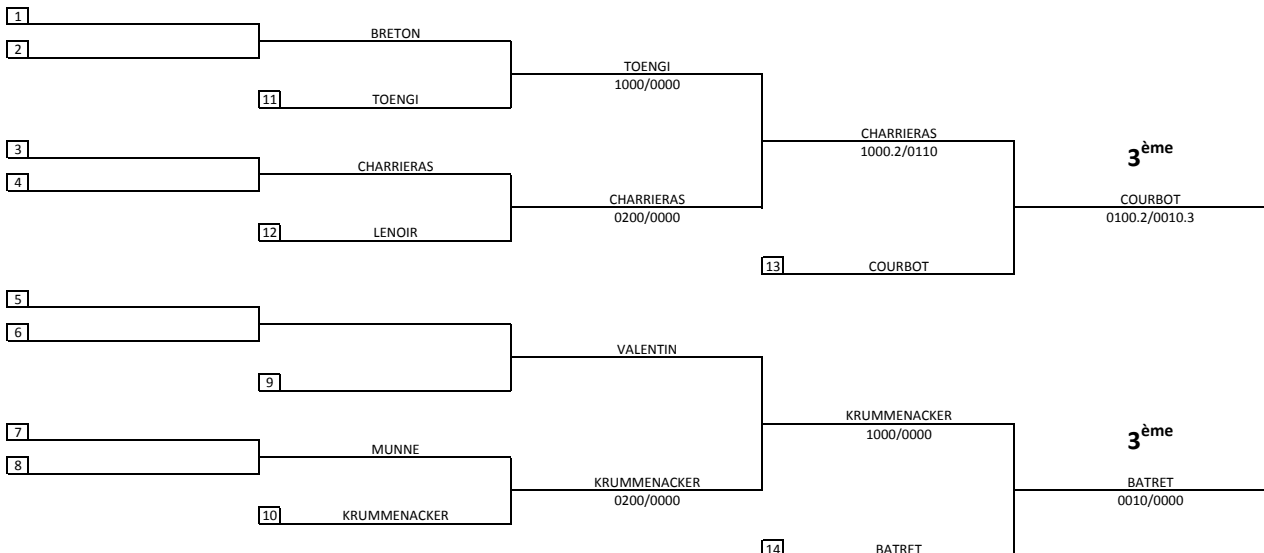 1
BRETON
2
TOENGI
1000/0000
11 TOENGI
CHARRIERAS
1000.2/0110
3
3ème
CHARRIERAS
4
CHARRIERAS
0200/0000
COURBOT
0100.2/0010.3
12 LENOIR
13 COURBOT
5
6
VALENTIN
9
KRUMMENACKER
1000/0000
7
3ème
MUNNE
8
KRUMMENACKER
0200/0000
BATRET
0010/0000
10 KRUMMENACKER
14 BATRET